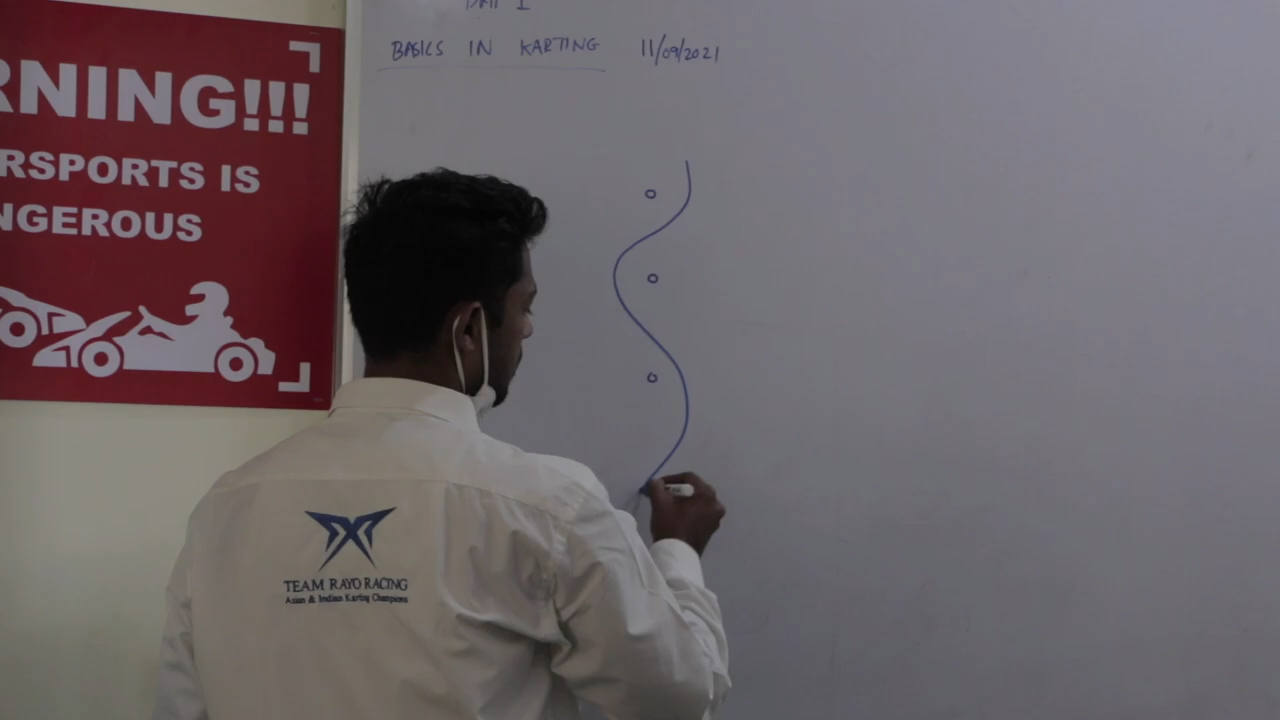 RNING!!!
RSPORTS IS
NGEROUS
BASICS IN KARTING 11/09/2021
TEAM RAYO RACING
Asian & Indian Karting Champions